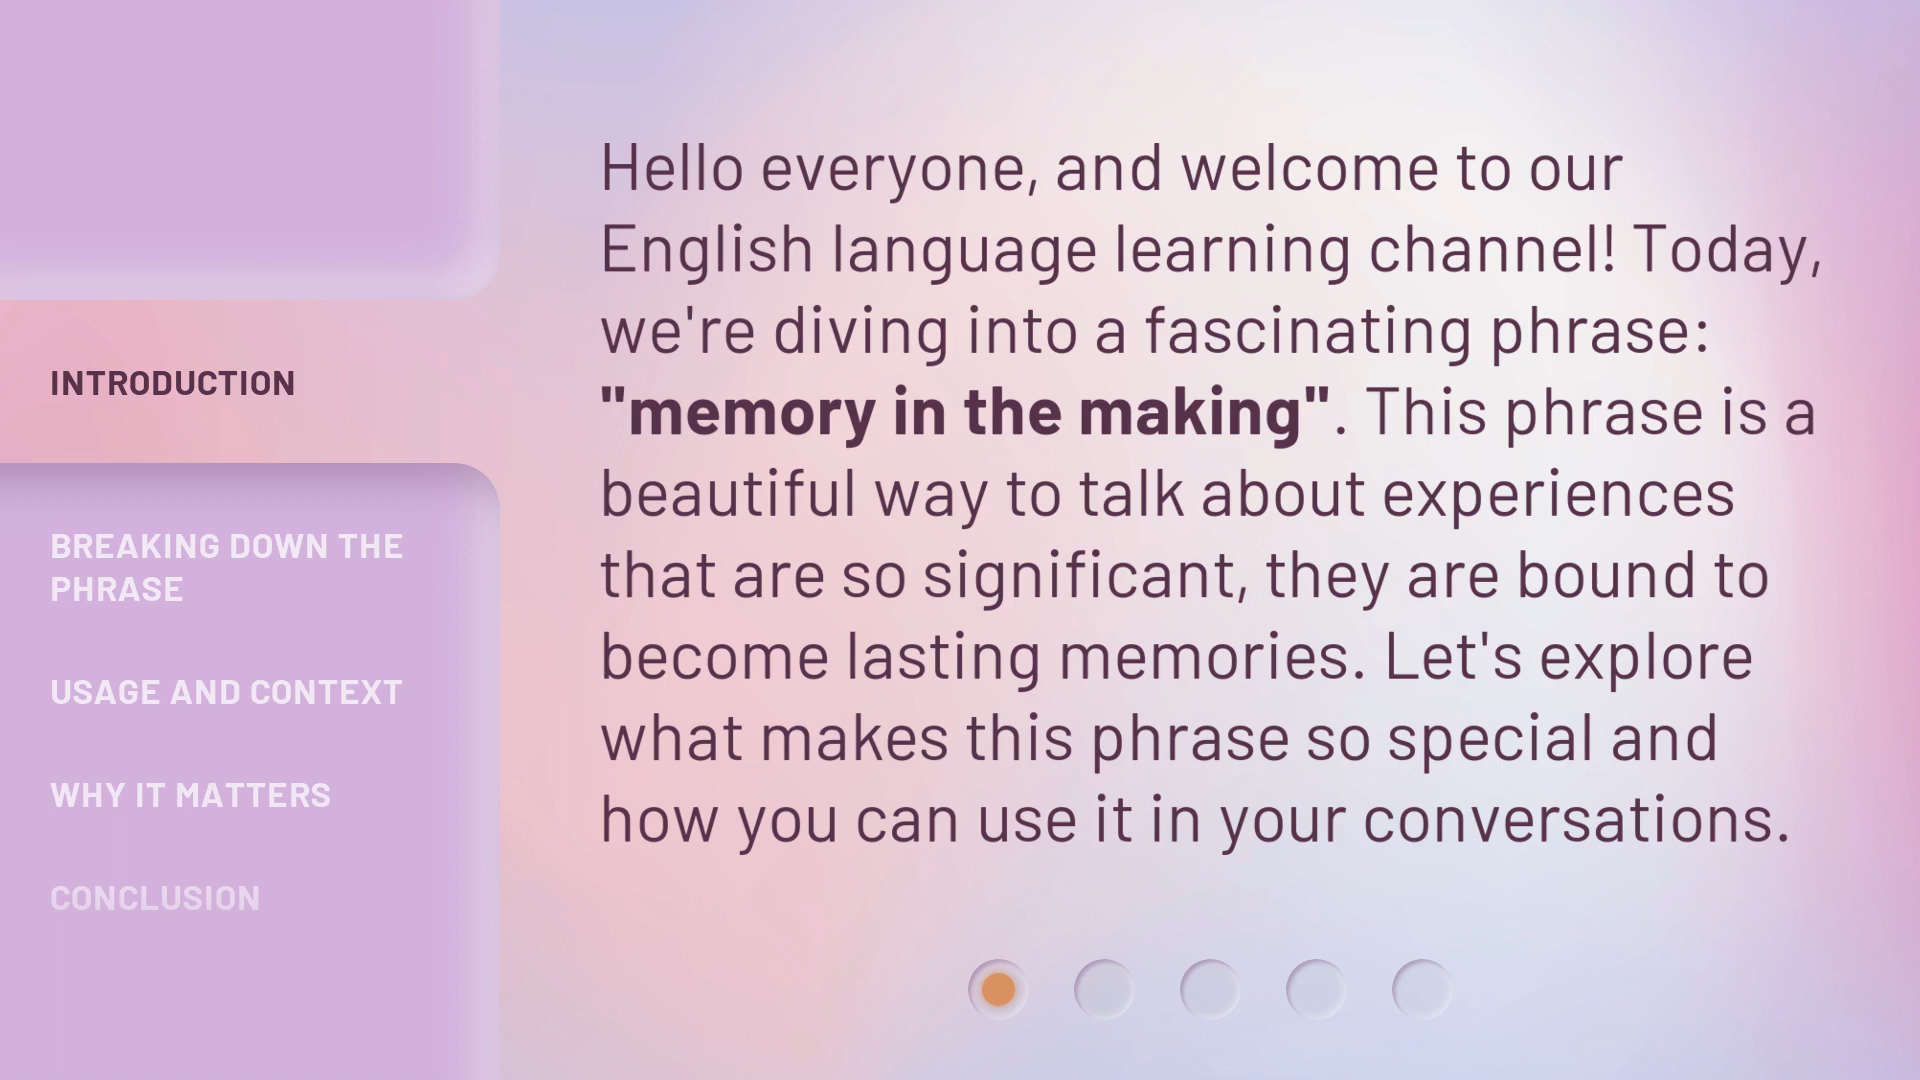 INTRODUCTION
BREAKING DOWN THE
PHRASE
USAGE AND CONTEXT
WHY IT MATTERS
CONCLUSION
Hello everyone, and welcome to our
English language learning channel! Today,
we're diving into a fascinating phrase:
"memory in the making". This phrase is a
beautiful way to talk about experiences
that are so significant, they are bound to
become lasting memories. Let's explore
what makes this phrase so special and
how you can use it in your conversations.